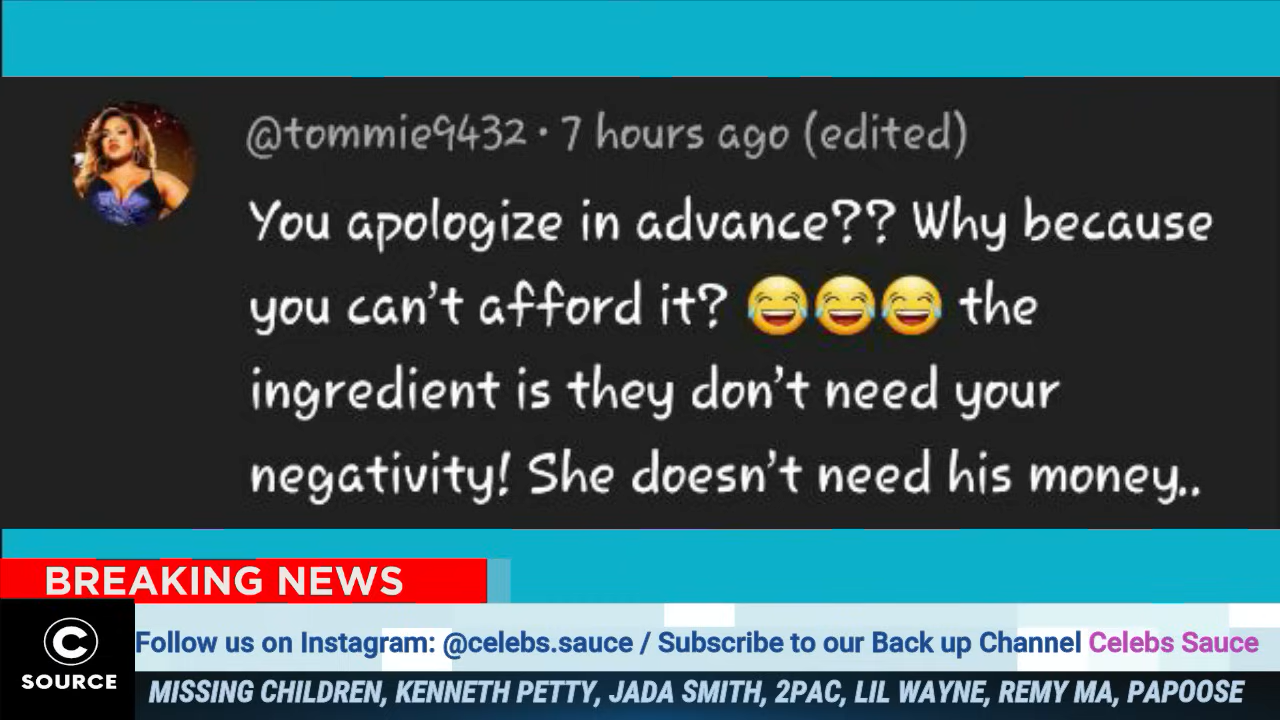 @tommie9432 · 7 hours ago (edited)
You apologize in advance?? Why because
you can't afford it? 😂😂😂 the
ingredient is they don't need your
negativity! She doesn't need his money..
BREAKING NEWS
C
SOURCE
Follow us on Instagram: @celebs.sauce / Subscribe to our Back up Channel Celebs Sauce
MISSING CHILDREN, KENNETH PETTY, JADA SMITH, 2PAC, LIL WAYNE, REMY MA, PAPOOSE